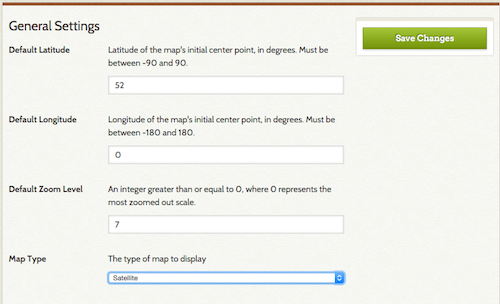 General Settings
Save Changes
Default Latitude
Latitude of the map's initial center point, in degrees. Must be
between -90 and 90.
52
Default Longitude
Longitude of the map's initial center point, in degrees. Must be
between -180 and 180.
0
Default Zoom Level
An integer greater than or equal to 0, where 0 represents the
most zoomed out scale.
7
Map Type
The type of map to display
Satellite